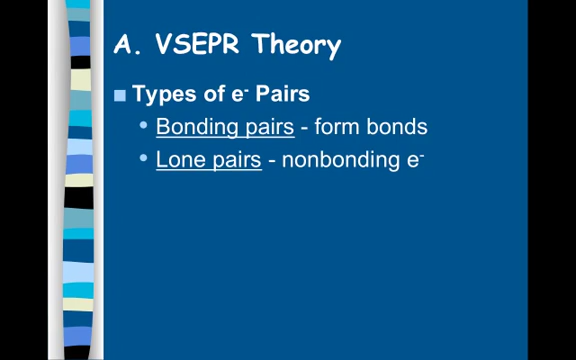 A. VSEPR Theory
Types of e⁻ Pairs
Bonding pairs - form bonds
Lone pairs - nonbonding e⁻